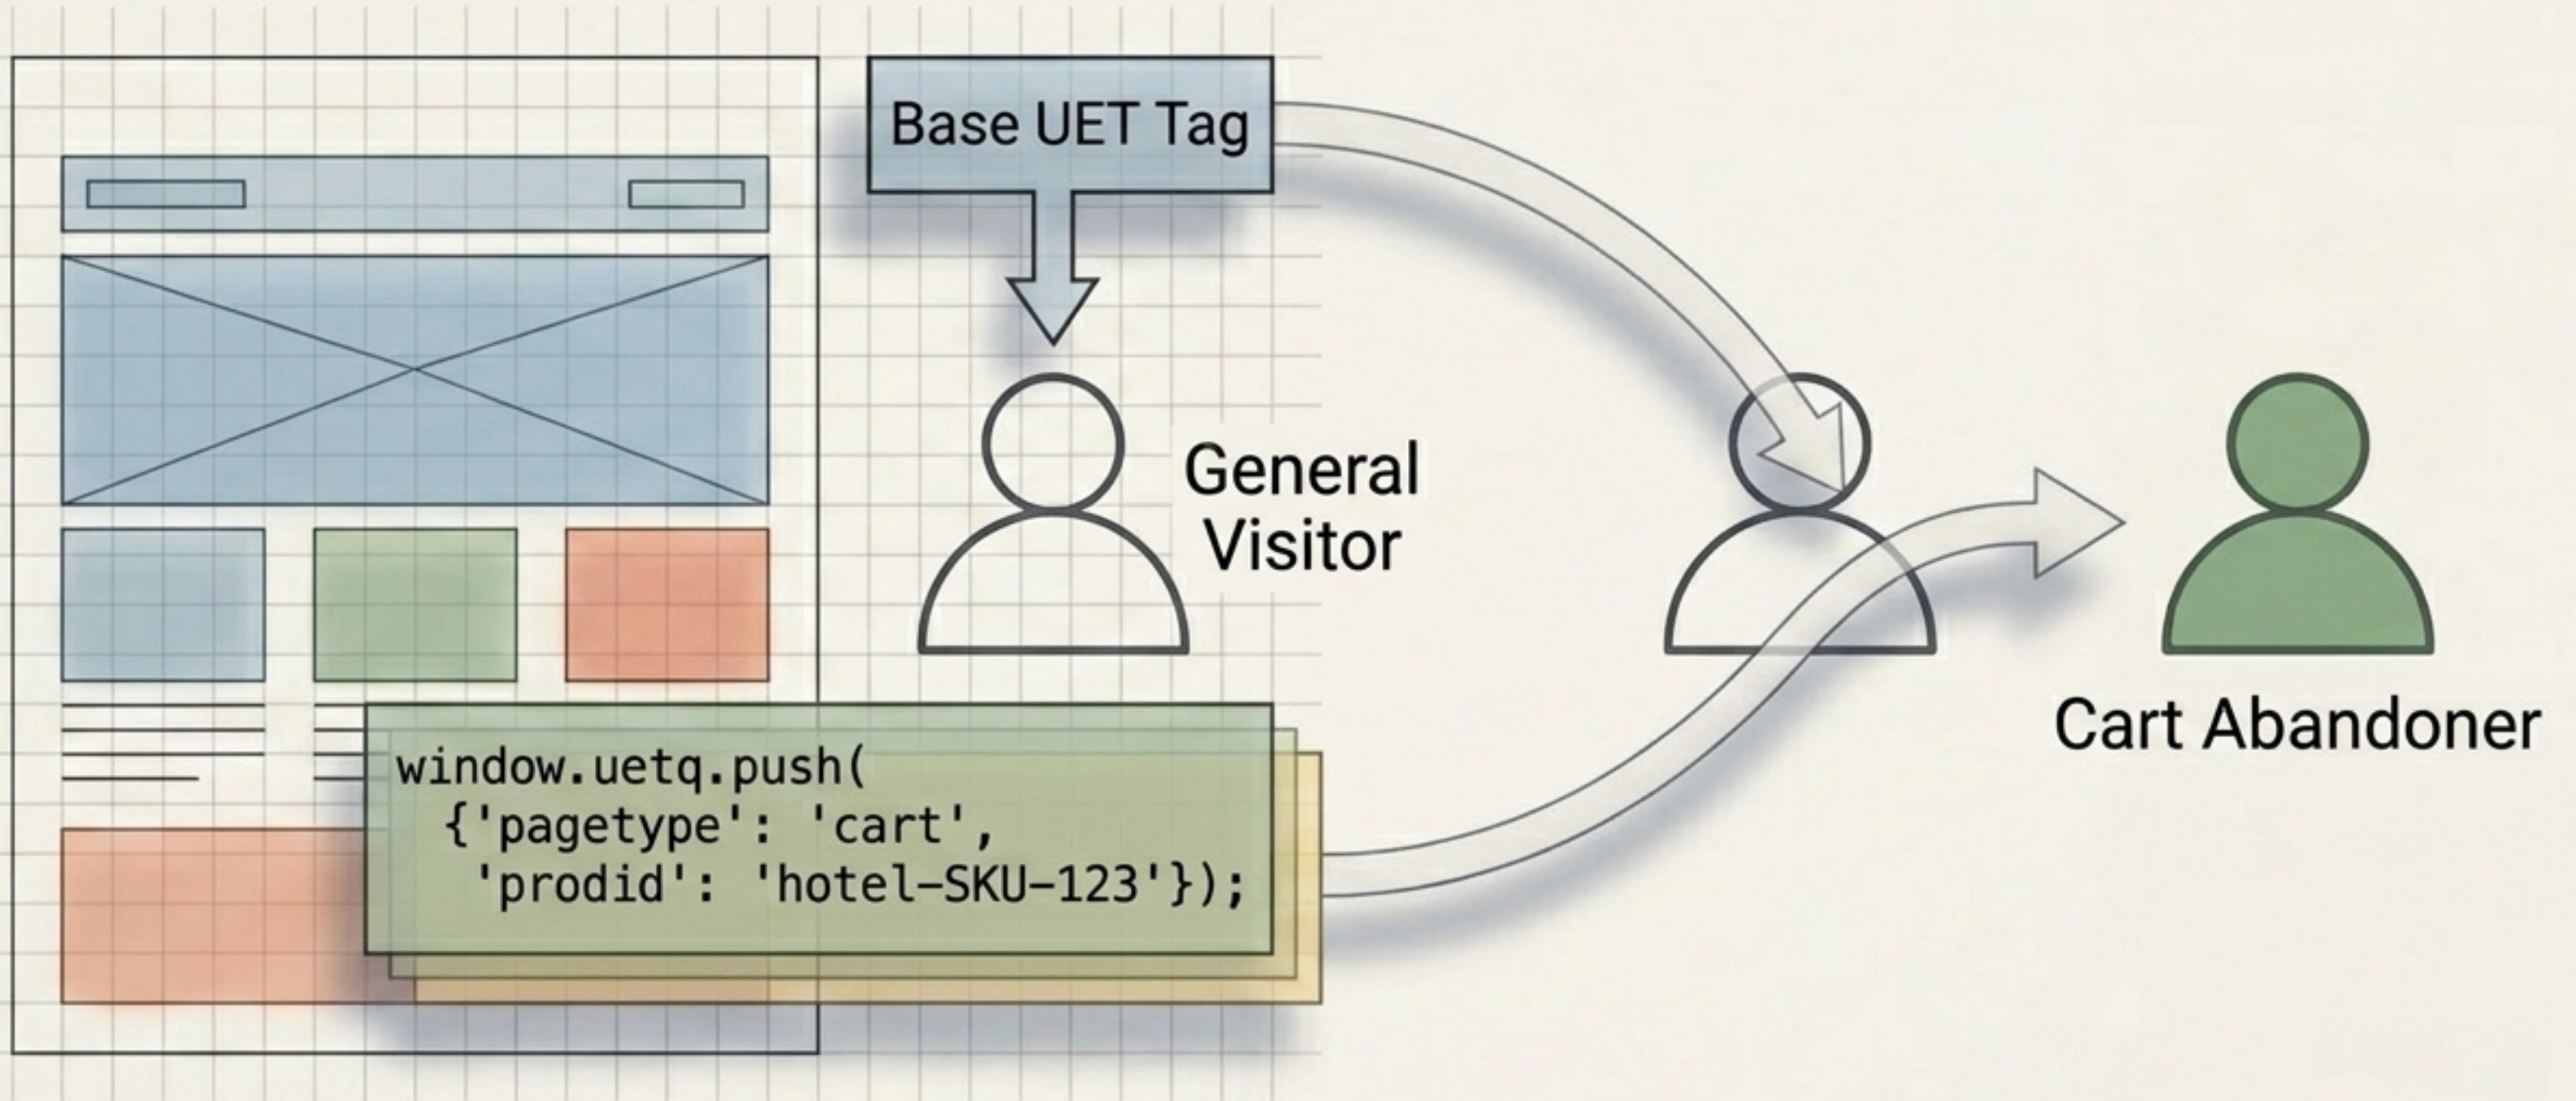 Base UET Tag
General
Visitor
window.uetq.push(
{'pagetype': 'cart',
'prodid': 'hotel-SKU-123'});
Cart Abandoner